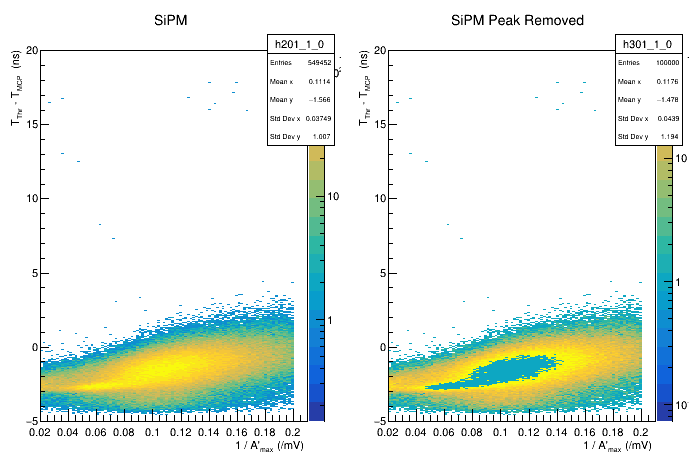 SiPM
h201_1_0
Entries 549452
Mean x 0.1114
Mean y −1.566
Std Dev x 0.03749
Std Dev y 1.007
T_Thr - T_MCP (ns)
20
15
10
5
0
−5
0.02 0.04 0.06 0.08 0.1 0.12 0.14 0.16 0.18 0.2
1 / A'_max (/mV)
10
1
SiPM Peak Removed
h301_1_0
Entries 100000
Mean x 0.1176
Mean y −1.478
Std Dev x 0.0439
Std Dev y 1.194
T_Thr - T_MCP (ns)
20
15
10
5
0
−5
0.02 0.04 0.06 0.08 0.1 0.12 0.14 0.16 0.18 0.2
1 / A'_max (/mV)
10
1